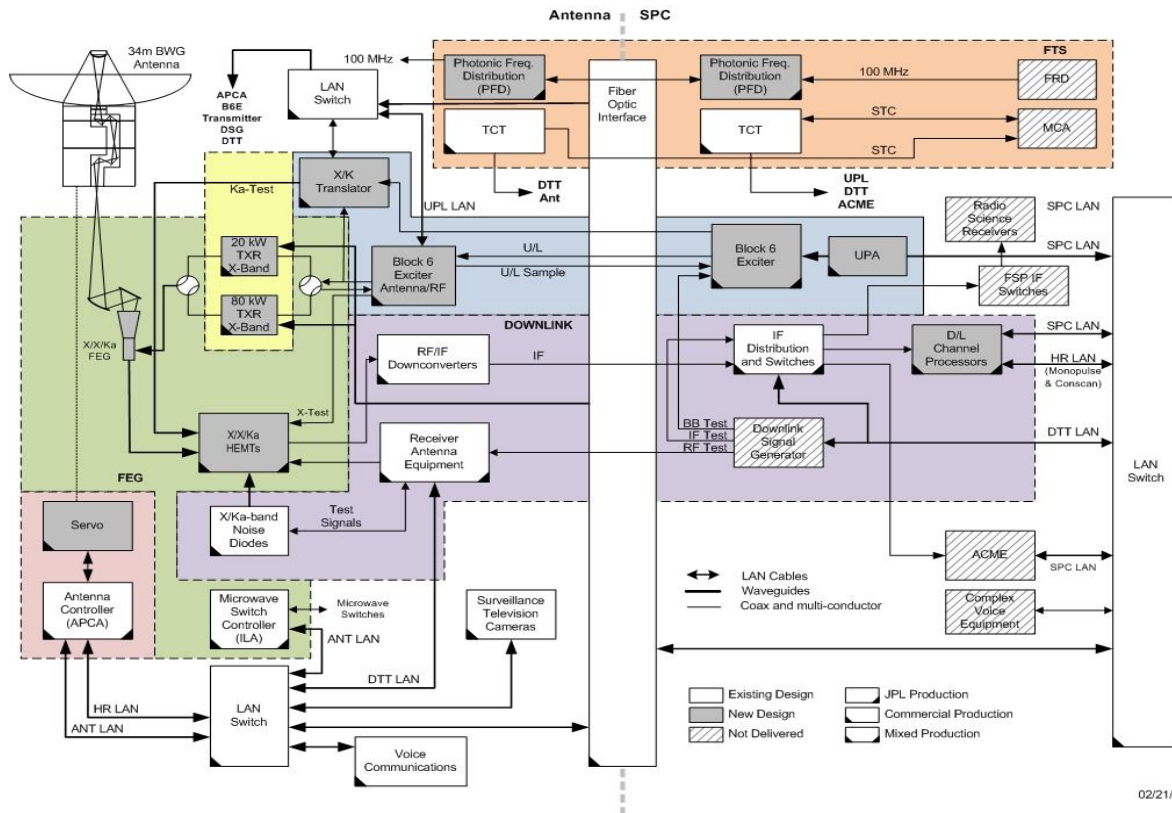 Antenna
SPC
34m BWG
Antenna
APCA
B6E
Transmitter
DSG
DTT
LAN
Switch
100 MHz
Photonic Freq.
Distribution
(PFD)
Fiber
Optic
Interface
Photonic Freq.
Distribution
(PFD)
100 MHz
FTS
FRD
TCT
TCT
STC
STC
MCA
DTT
Ant
UPL
DTT
ACME
Ka-Test
X/K
Translator
UPL LAN
20 kW
TXR
X-Band
80 kW
TXR
X-Band
Block 6
Exciter
Antenna/RF
U/L
U/L Sample
Block 6
Exciter
UPA
Radio
Science
Receivers
FSP IF
Switches
SPC LAN
SPC LAN
LAN
Switch
X/X/Ka
FEG
DOWNLINK
RF/IF
Downconverters
IF
IF
Distribution
and Switches
D/L
Channel
Processors
SPC LAN
HR LAN
(Monopulse
& Conscan)
X-Test
X/X/Ka
HEMTs
Receiver
Antenna
Equipment
BB Test
IF Test
RF Test
Downlink
Signal
Generator
DTT LAN
FEG
X/Ka-band
Noise
Diodes
Test
Signals
Servo
Antenna
Controller
(APCA)
Microwave
Switch
Controller
(ILA)
Microwave
Switches
ANT LAN
Surveillance
Television
Cameras
LAN Cables
Waveguides
Coax and multi-conductor
ACME
SPC LAN
Complex
Voice
Equipment
HR LAN
ANT LAN
LAN
Switch
DTT LAN
Voice
Communications
Existing Design
New Design
Not Delivered
JPL Production
Commercial Production
Mixed Production
02/21/